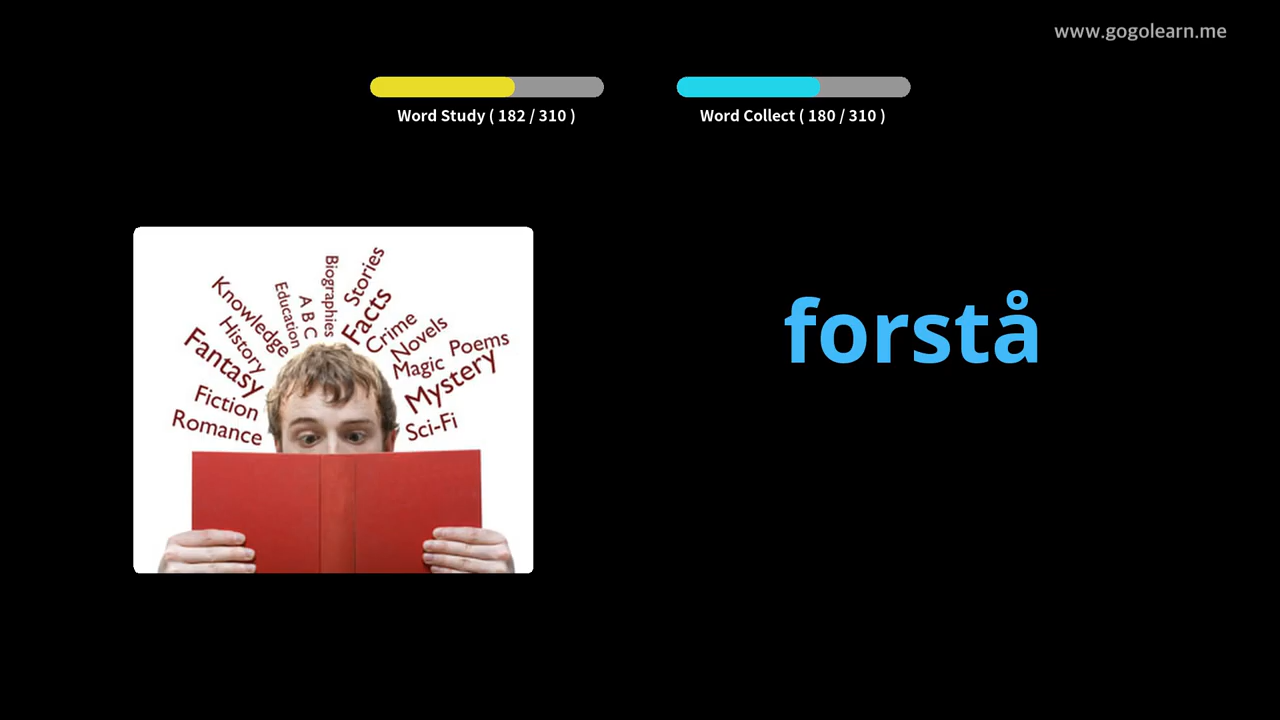 www.gogolearn.me
Word Study ( 182 / 310 )
Word Collect ( 180 / 310 )
forstå
Biographies
Stories
Education
A B C
Facts
Knowledge
History
Crime
Novels
Poems
Fantasy
Magic
Mystery
Fiction
Romance
Sci-Fi